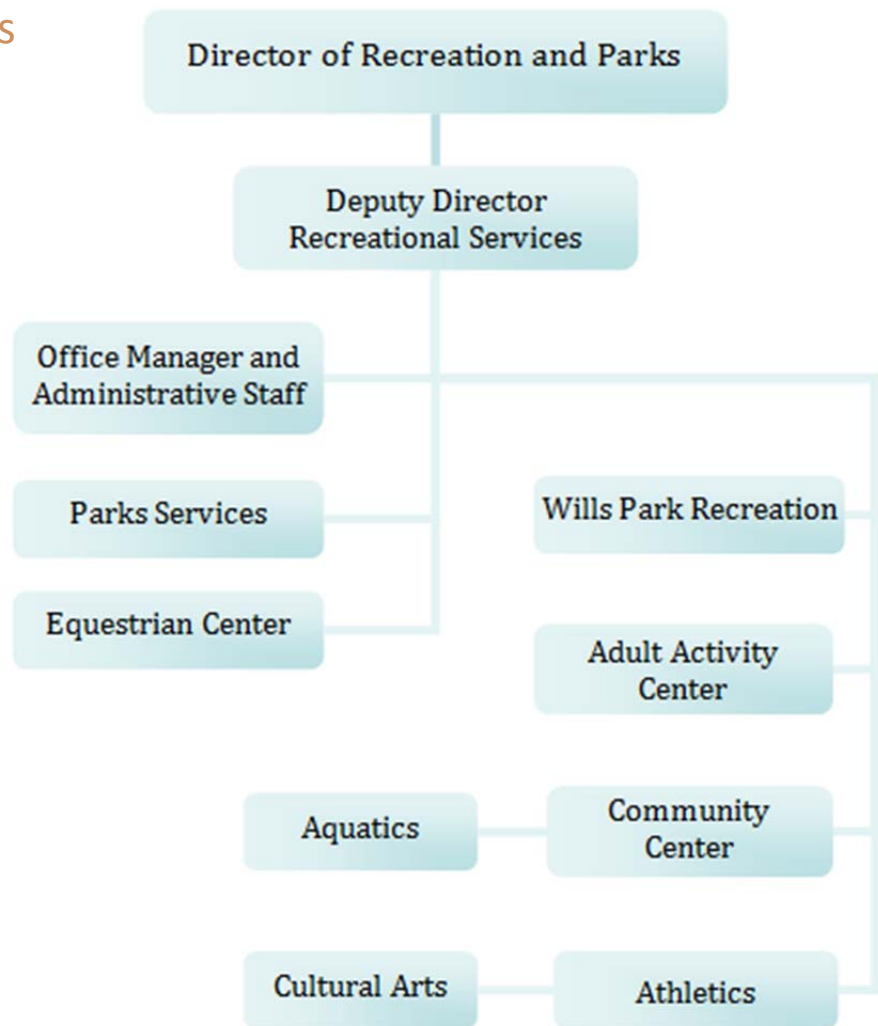 s
Director of Recreation and Parks
Deputy Director
Recreational Services
Office Manager and
Administrative Staff
Parks Services
Wills Park Recreation
Equestrian Center
Adult Activity
Center
Aquatics
Community
Center
Cultural Arts
Athletics